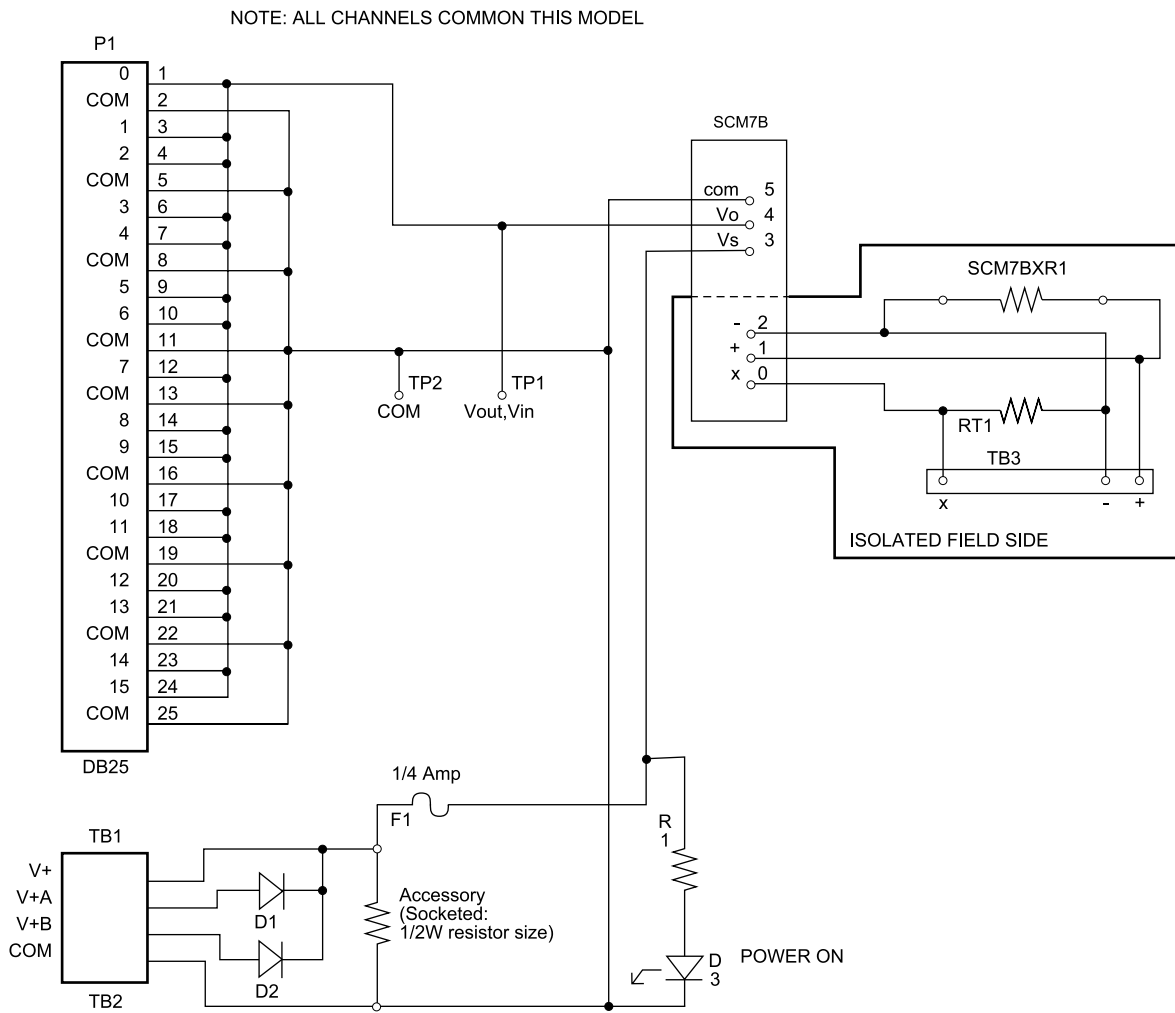 NOTE: ALL CHANNELS COMMON THIS MODEL
P1
0 1
COM 2
1 3
2 4
COM 5
3 6
4 7
COM 8
5 9
6 10
COM 11
7 12
COM 13
8 14
9 15
COM 16
10 17
11 18
COM 19
12 20
13 21
COM 22
14 23
15 24
COM 25
DB25
TP2
COM
TP1
Vout,Vin
SCM7B
com 5
Vo 4
Vs 3
- 2
+ 1
x 0
SCM7BXR1
RT1
TB3
x - +
ISOLATED FIELD SIDE
1/4 Amp
F1
TB1
V+
V+A
V+B
COM
TB2
D1
D2
Accessory
(Socketed:
1/2W resistor size)
R
1
D
3
POWER ON